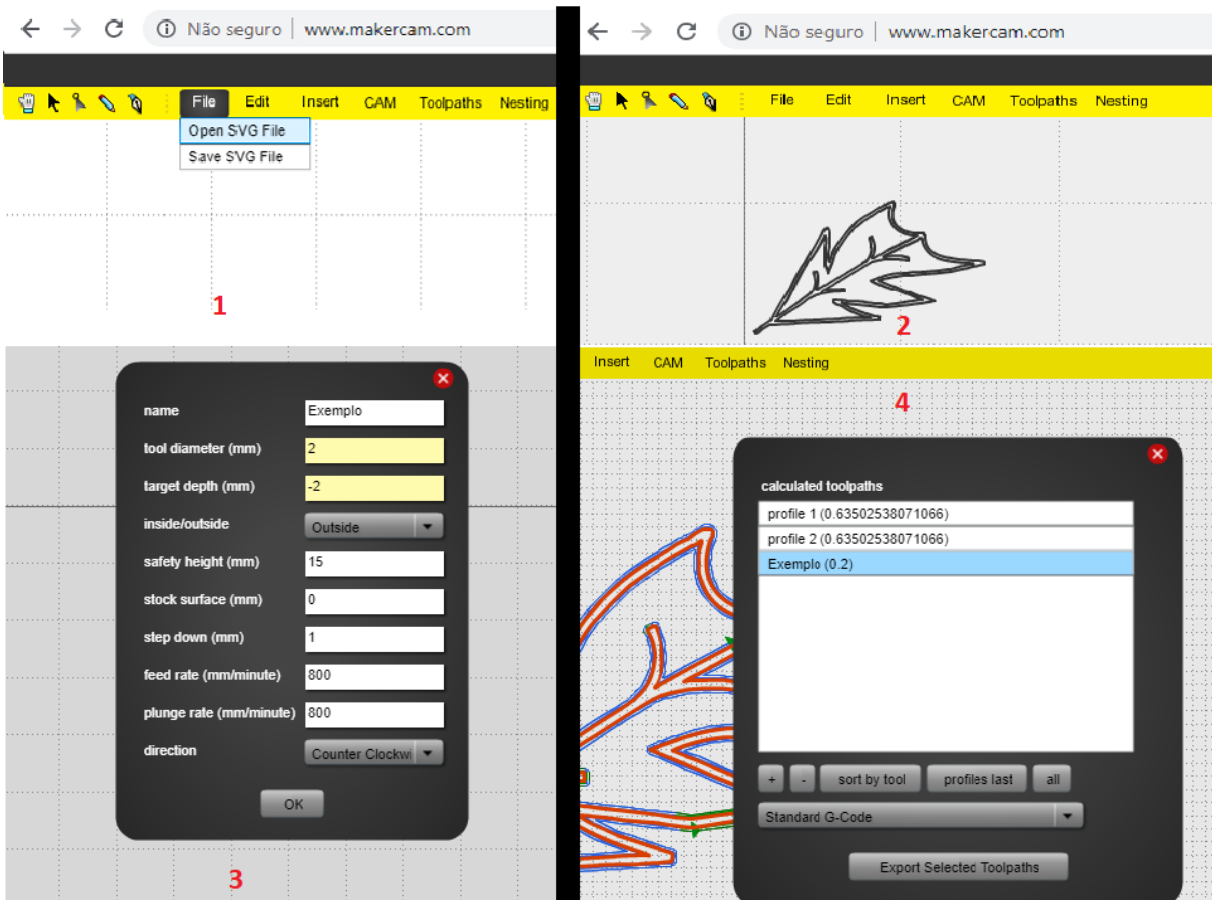 Não seguro | www.makercam.com
File Edit Insert CAM Toolpaths Nesting
Open SVG File
Save SVG File
1
Não seguro | www.makercam.com
File Edit Insert CAM Toolpaths Nesting
2
name Exemplo
tool diameter (mm) 2
target depth (mm) -2
inside/outside Outside
safety height (mm) 15
stock surface (mm) 0
step down (mm) 1
feed rate (mm/minute) 800
plunge rate (mm/minute) 800
direction Counter Clockwi
OK
3
Insert CAM Toolpaths Nesting
4
calculated toolpaths
profile 1 (0.63502538071066)
profile 2 (0.63502538071066)
Exemplo (0.2)
+ - sort by tool profiles last all
Standard G-Code
Export Selected Toolpaths